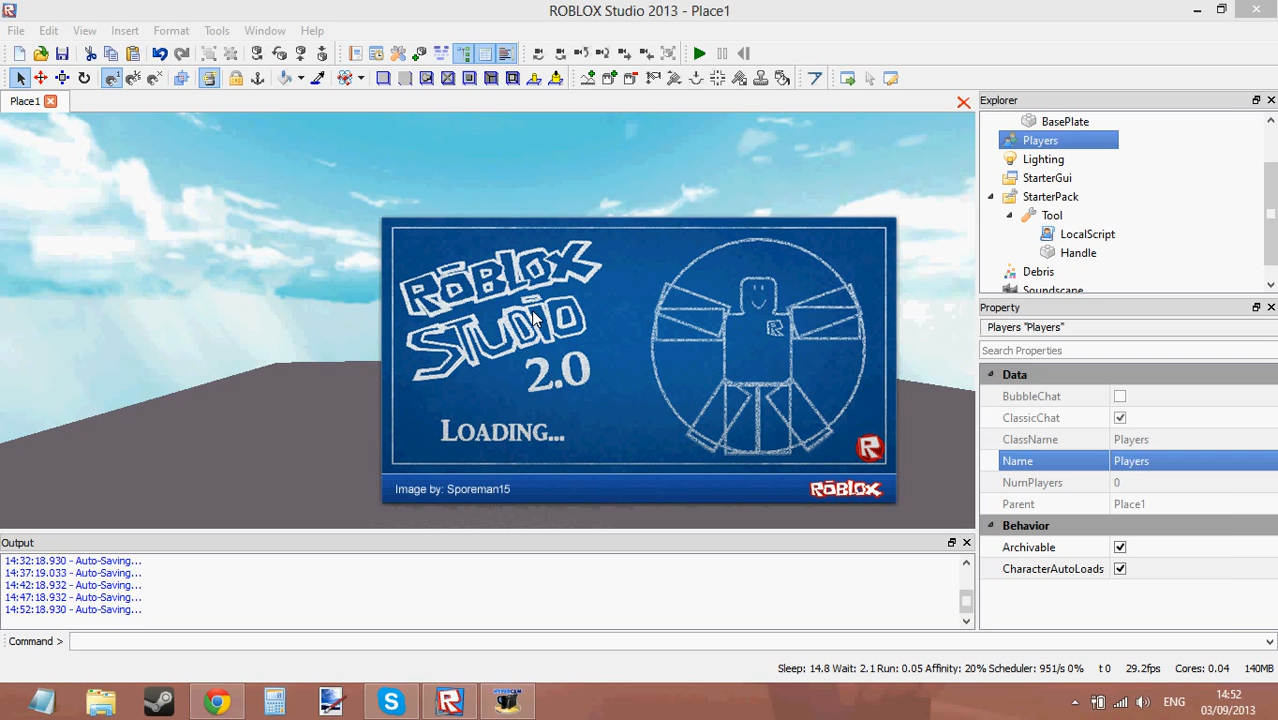 ROBLOX Studio 2013 - Place1
File Edit View Insert Format Tools Window Help
Place1
Explorer
BasePlate
Players
Lighting
StarterGui
StarterPack
Tool
LocalScript
Handle
Debris
Soundscape
Property
Players "Players"
Search Properties
Data
BubbleChat
ClassicChat
ClassName Players
Name Players
NumPlayers 0
Parent Place1
Behavior
Archivable
CharacterAutoLoads
RŌBLOX
STUDIŌ
2.0
LOADING...
R
R
Image by: Sporeman15
RŌBLOX
Output
14:32:18.930 - Auto-Saving...
14:37:19.033 - Auto-Saving...
14:42:18.932 - Auto-Saving...
14:47:18.932 - Auto-Saving...
14:52:18.930 - Auto-Saving...
Command >
Sleep: 14.8 Wait: 2.1 Run: 0.05 Affinity: 20% Scheduler: 951/s 0% t 0 29.2fps Cores: 0.04 140MB
HYPERCAM
ENG
14:52
03/09/2013